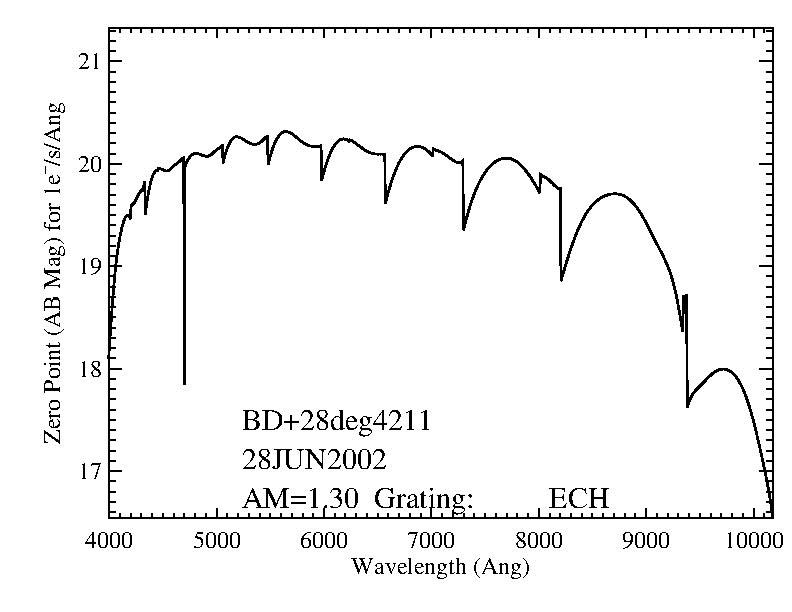 21
20
19
18
17
Zero Point (AB Mag) for 1e⁻/s/Ang
BD+28deg4211
28JUN2002
AM=1.30 Grating: ECH
4000 5000 6000 7000 8000 9000 10000
Wavelength (Ang)